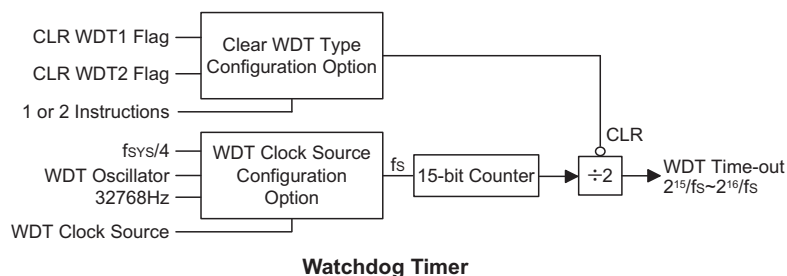 CLR WDT1 Flag
CLR WDT2 Flag
1 or 2 Instructions
Clear WDT Type
Configuration Option
CLR
fSYS/4
WDT Oscillator
32768Hz
WDT Clock Source
WDT Clock Source
Configuration
Option
fS
15-bit Counter
÷2
WDT Time-out
2¹⁵/fS~2¹⁶/fS
Watchdog Timer